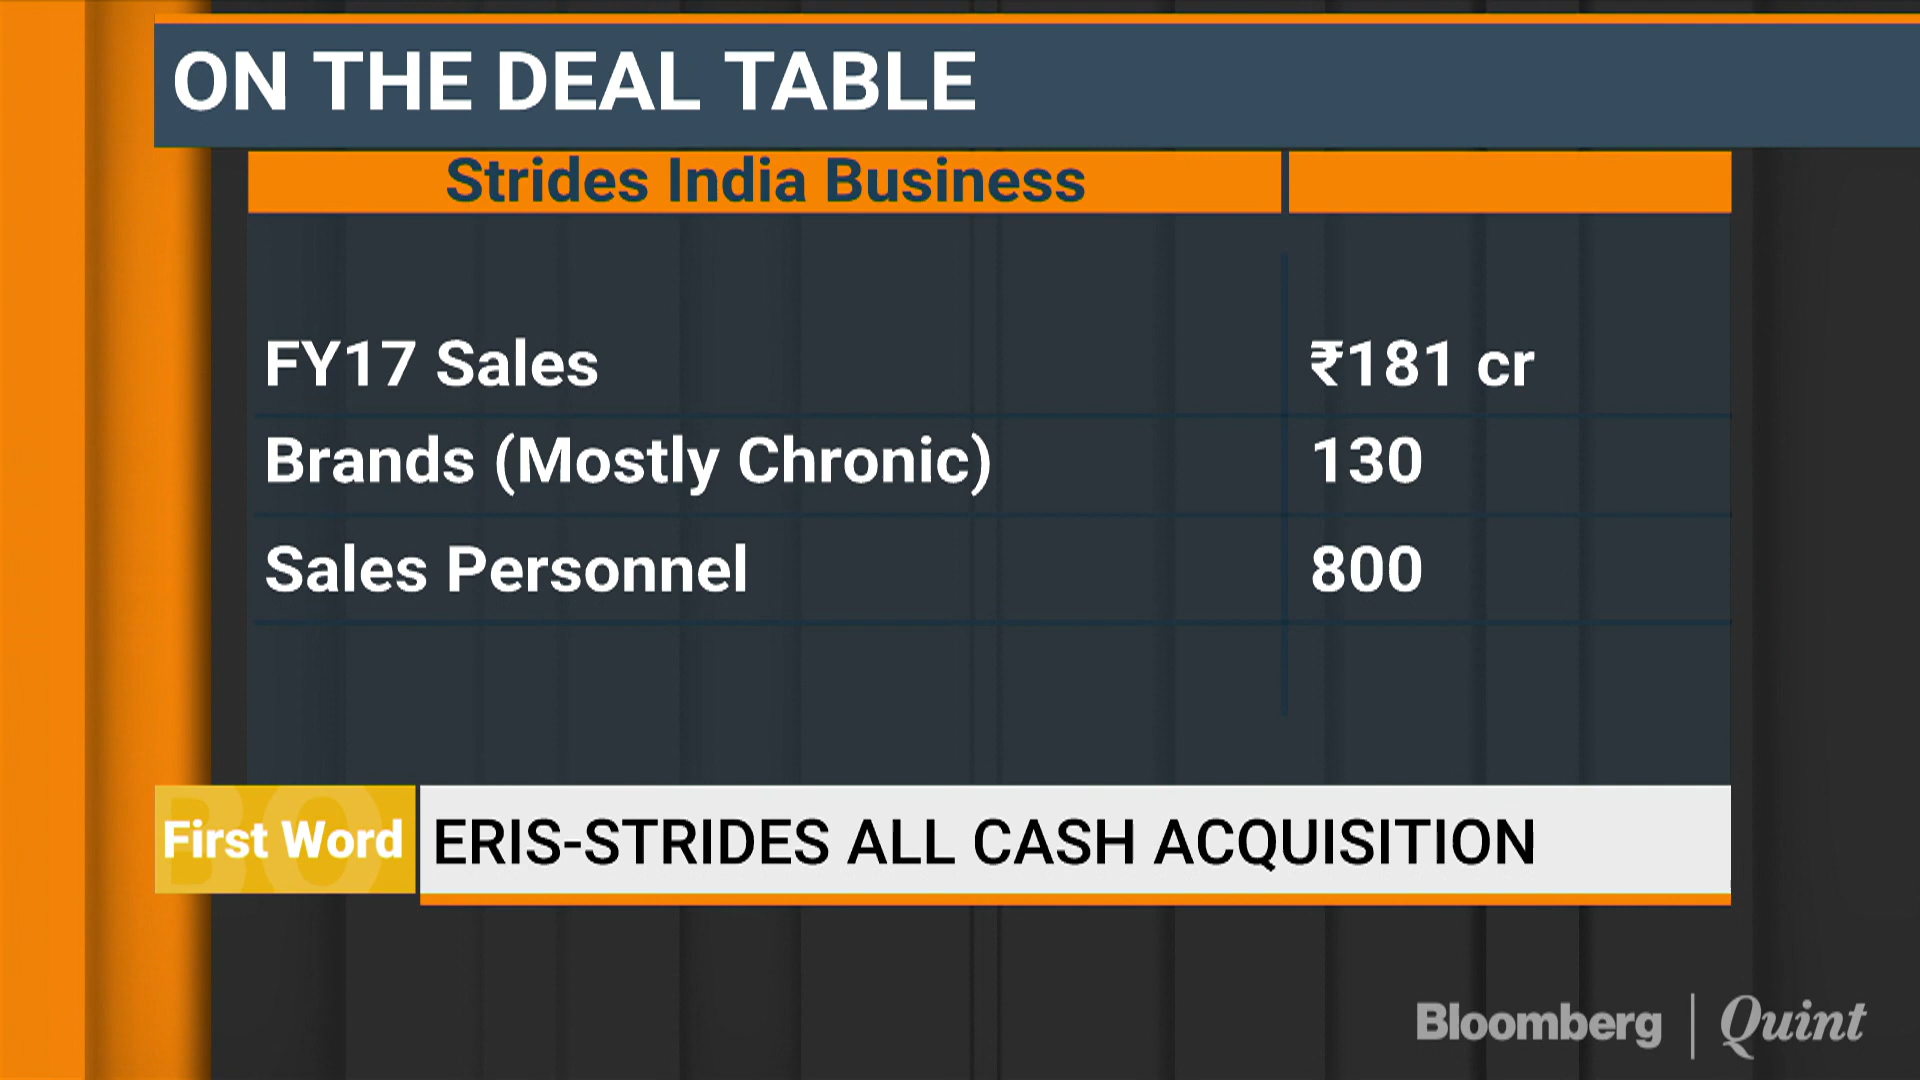 ON THE DEAL TABLE
Strides India Business
FY17 Sales ₹181 cr
Brands (Mostly Chronic) 130
Sales Personnel 800
First Word ERIS-STRIDES ALL CASH ACQUISITION
Bloomberg | Quint